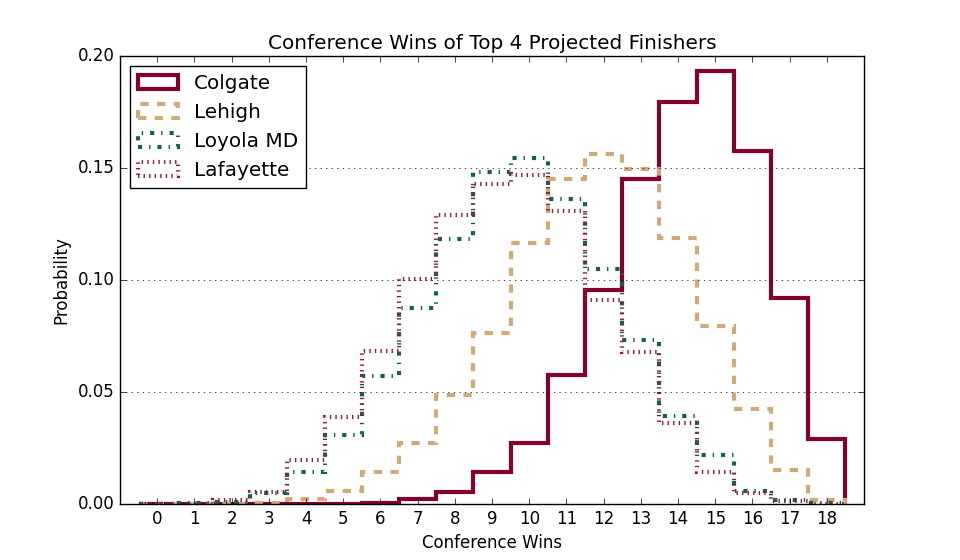 Conference Wins of Top 4 Projected Finishers
Colgate
Lehigh
Loyola MD
Lafayette
Probability
0.20
0.15
0.10
0.05
0.00
0 1 2 3 4 5 6 7 8 9 10 11 12 13 14 15 16 17 18
Conference Wins